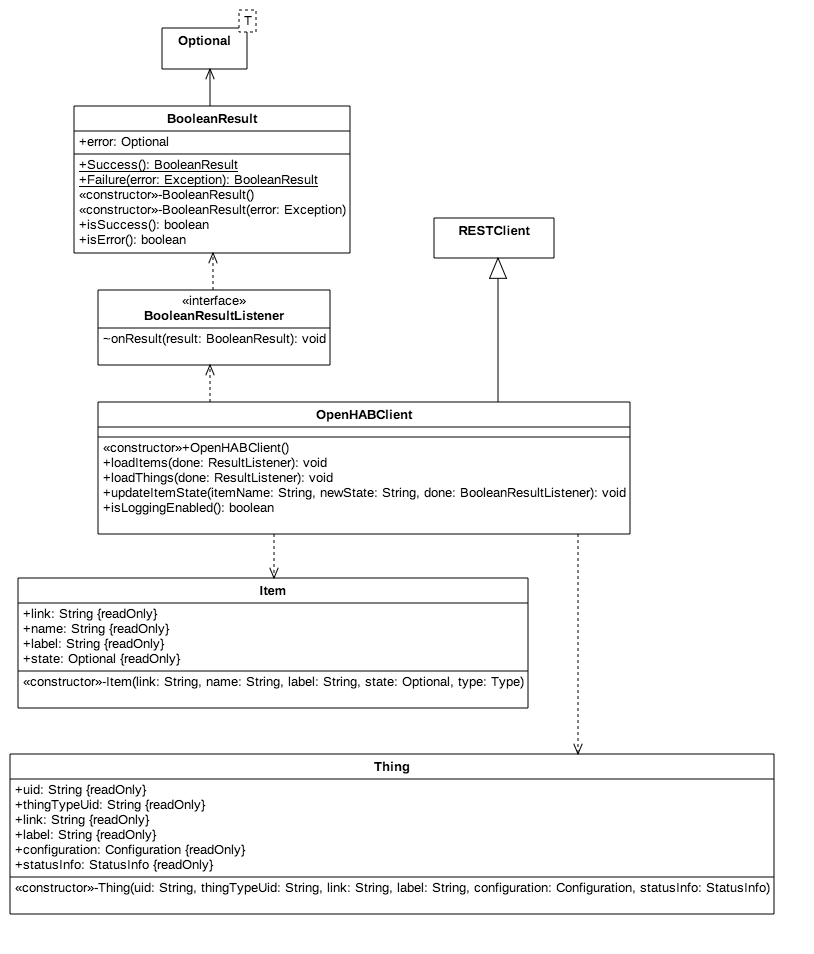 T
Optional
BooleanResult
+error: Optional
+Success(): BooleanResult
+Failure(error: Exception): BooleanResult
«constructor»-BooleanResult()
«constructor»-BooleanResult(error: Exception)
+isSuccess(): boolean
+isError(): boolean
RESTClient
«interface»
BooleanResultListener
~onResult(result: BooleanResult): void
OpenHABClient
«constructor»+OpenHABClient()
+loadItems(done: ResultListener): void
+loadThings(done: ResultListener): void
+updateItemState(itemName: String, newState: String, done: BooleanResultListener): void
+isLoggingEnabled(): boolean
Item
+link: String {readOnly}
+name: String {readOnly}
+label: String {readOnly}
+state: Optional {readOnly}
«constructor»-Item(link: String, name: String, label: String, state: Optional, type: Type)
Thing
+uid: String {readOnly}
+thingTypeUid: String {readOnly}
+link: String {readOnly}
+label: String {readOnly}
+configuration: Configuration {readOnly}
+statusInfo: StatusInfo {readOnly}
«constructor»-Thing(uid: String, thingTypeUid: String, link: String, label: String, configuration: Configuration, statusInfo: StatusInfo)